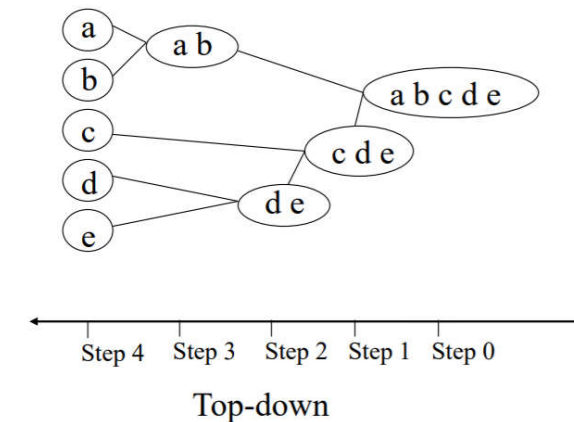 a
a b
b
a b c d e
c
c d e
d
d e
e
Step 4 Step 3 Step 2 Step 1 Step 0
Top-down